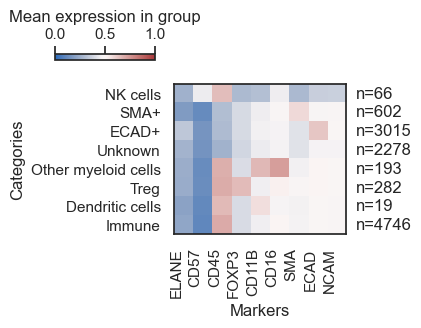 Mean expression in group
0.0 0.5 1.0
Categories
NK cells n=66
SMA+ n=602
ECAD+ n=3015
Unknown n=2278
Other myeloid cells n=193
Treg n=282
Dendritic cells n=19
Immune n=4746
ELANE CD57 CD45 FOXP3 CD11B CD16 SMA ECAD NCAM
Markers